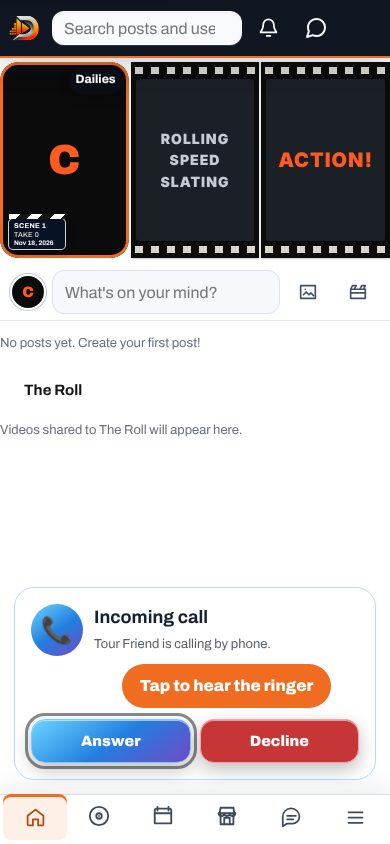 Search posts and use
Dailies
C
SCENE 1
TAKE 0
Nov 18, 2026
ROLLING
SPEED
SLATING
ACTION!
C
What's on your mind?
No posts yet. Create your first post!
The Roll
Videos shared to The Roll will appear here.
Incoming call
Tour Friend is calling by phone.
Tap to hear the ringer
Answer
Decline